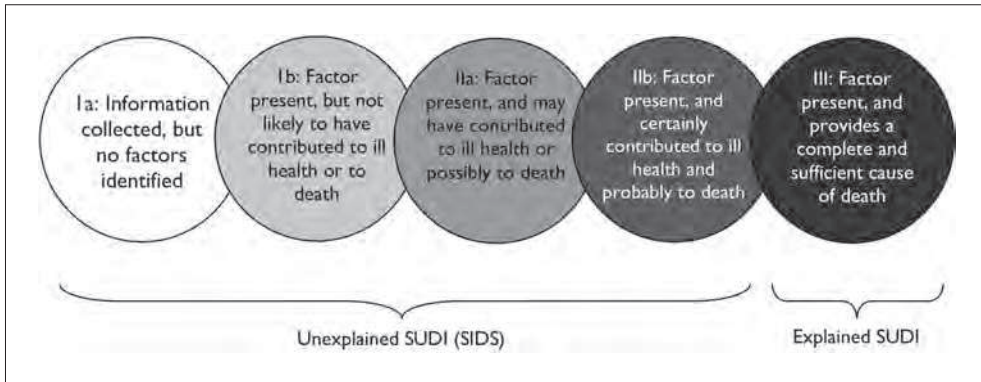 1a: Information
collected, but
no factors
identified
1b: Factor
present, but not
likely to have
contributed to ill
health or to
death
IIa: Factor
present, and may
have contributed
to ill health or
possibly to death
IIb: Factor
present, and
certainly
contributed to ill
health and
probably to death
III: Factor
present, and
provides a
complete and
sufficient cause
of death
Unexplained SUDI (SIDS)
Explained SUDI